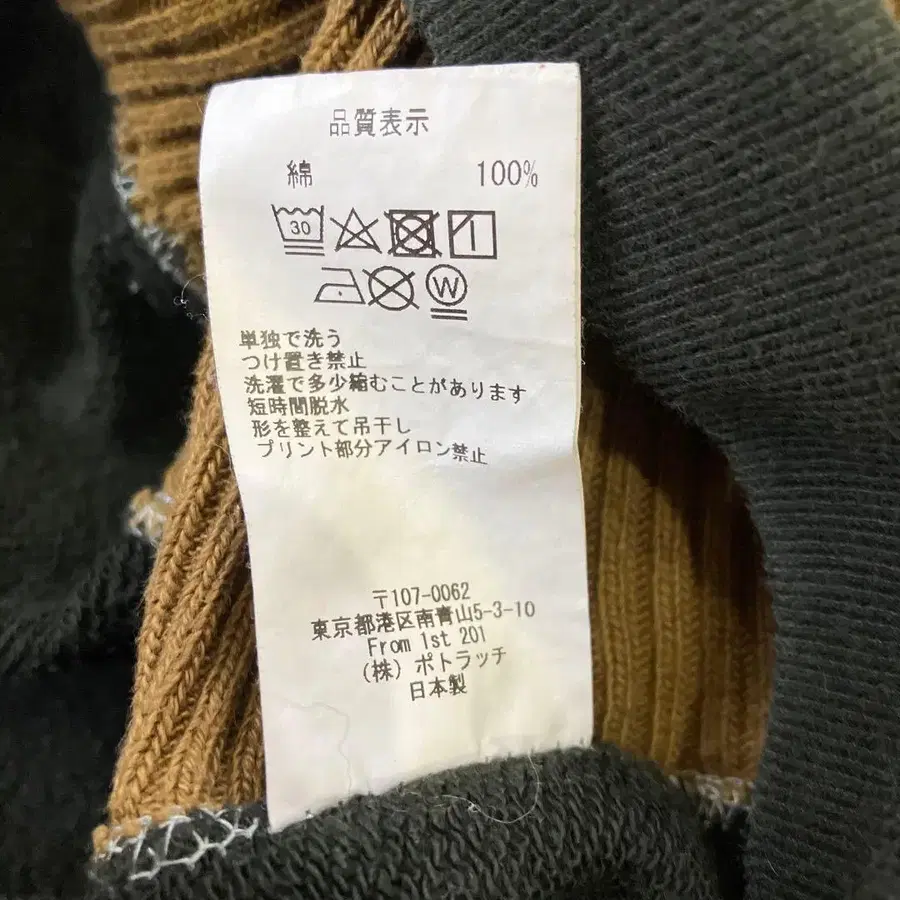 品質表示
綿 100%
30
W
単独で洗う
つけ置き禁止
洗濯で多少縮むことがあります
短時間脱水
形を整えて吊干し
プリント部分アイロン禁止
〒107-0062
東京都港区南青山5-3-10
From 1st 201
(株) ポトラッチ
日本製